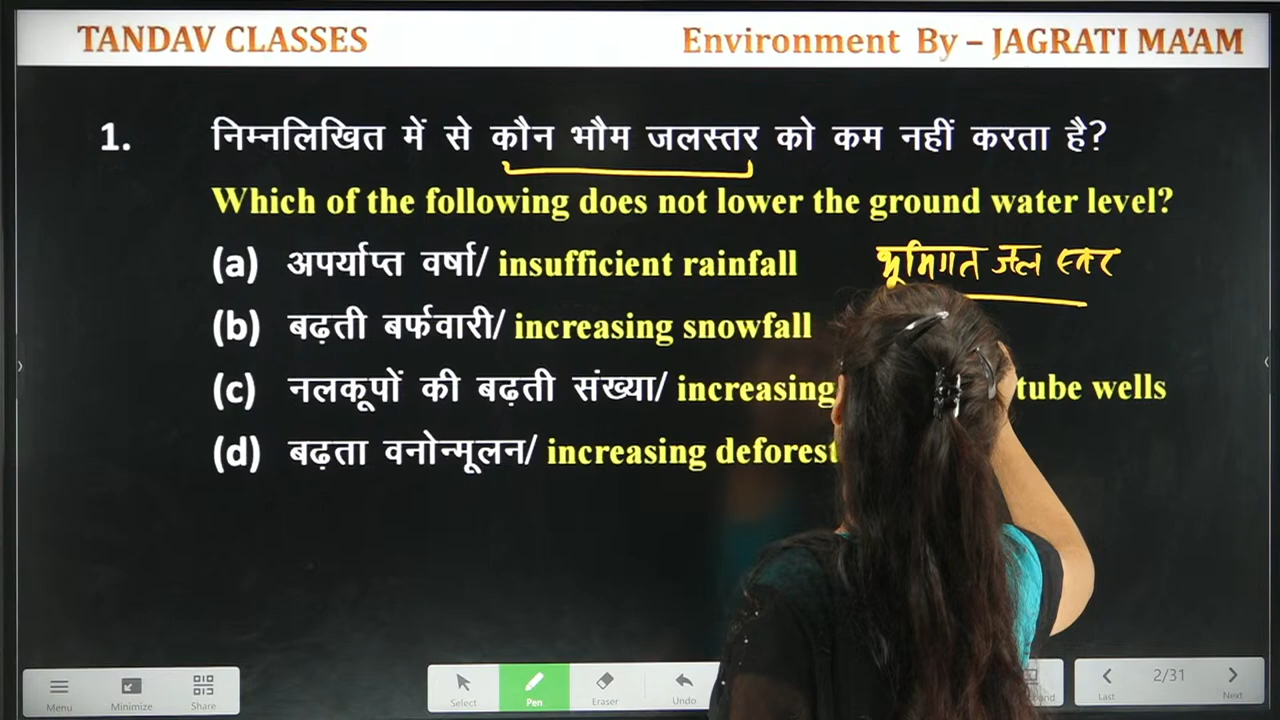 TANDAV CLASSES
Environment By – JAGRATI MA'AM
1. निम्नलिखित में से कौन भौम जलस्तर को कम नहीं करता है?
Which of the following does not lower the ground water level?
(a) अपर्याप्त वर्षा/ insufficient rainfall
भूमिगत जल स्तर
(b) बढ़ती बर्फवारी/ increasing snowfall
(c) नलकूपों की बढ़ती संख्या/ increasing tube wells
(d) बढ़ता वनोन्मूलन/ increasing
Menu
Minimize
Share
Select
Pen
Eraser
Undo
Last
2/31
Next